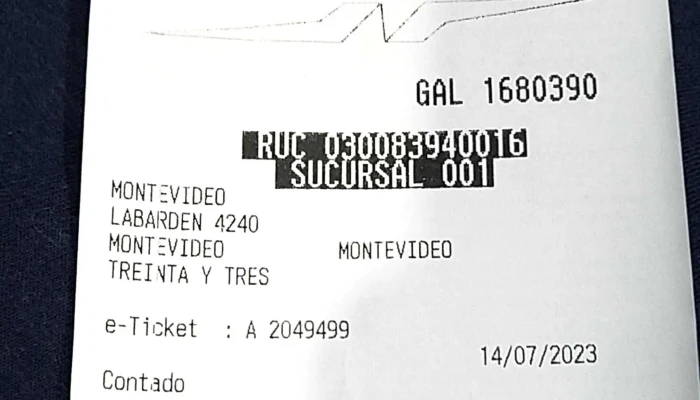 GAL 1680390
RUC 030083940016
SUCURSAL 001
MONTEVIDEO
LABARDEN 4240
MONTEVIDEO MONTEVIDEO
TREINTA Y TRES
e-Ticket : A 2049499
14/07/2023
Contado